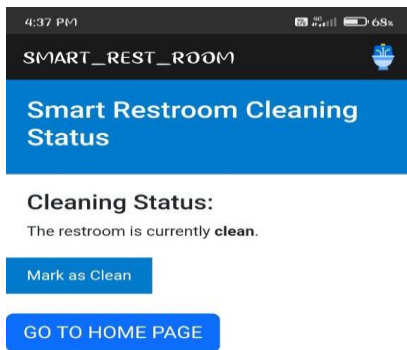 4:37 PM 4G 68%
SMART_REST_ROOM
Smart Restroom Cleaning
Status
Cleaning Status:
The restroom is currently clean.
Mark as Clean
GO TO HOME PAGE